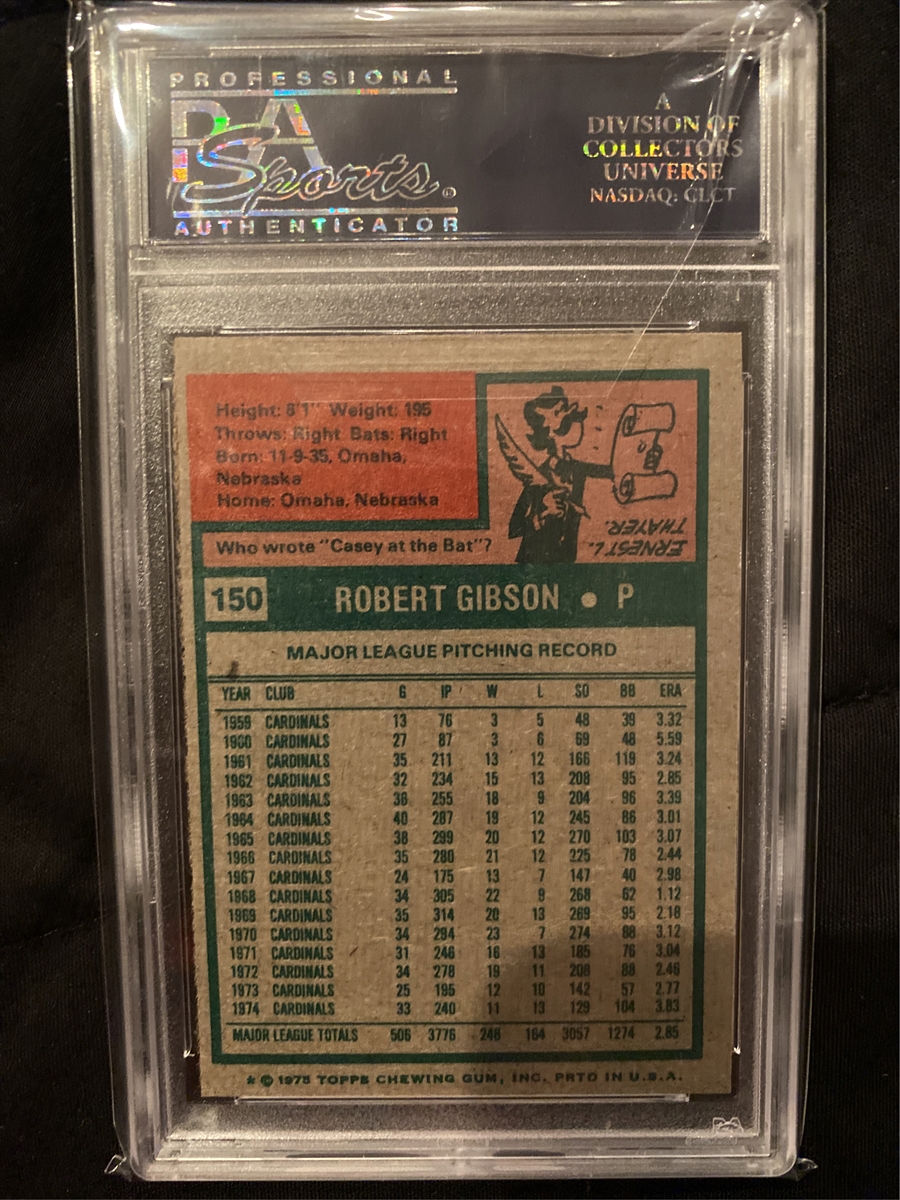 PROFESSIONAL
PSA
Sports®
AUTHENTICATOR
A
DIVISION OF
COLLECTORS
UNIVERSE
NASDAQ: CLCT
Height: 6'1" Weight: 195
Throws: Right Bats: Right
Born: 11-9-35, Omaha,
Nebraska
Home: Omaha, Nebraska
Who wrote "Casey at the Bat"?
ERNEST L.
THAYER.
150 ROBERT GIBSON • P
MAJOR LEAGUE PITCHING RECORD
YEAR CLUB G IP W L SO BB ERA
1959 CARDINALS 13 76 3 5 48 39 3.32
1960 CARDINALS 27 87 3 6 69 48 5.59
1961 CARDINALS 35 211 13 12 166 119 3.24
1962 CARDINALS 32 234 15 13 208 95 2.85
1963 CARDINALS 36 255 18 9 204 96 3.39
1964 CARDINALS 40 287 19 12 245 86 3.01
1965 CARDINALS 38 299 20 12 270 103 3.07
1966 CARDINALS 35 280 21 12 225 78 2.44
1967 CARDINALS 24 175 13 7 147 40 2.98
1968 CARDINALS 34 305 22 9 268 62 1.12
1969 CARDINALS 35 314 20 13 269 95 2.18
1970 CARDINALS 34 294 23 7 274 88 3.12
1971 CARDINALS 31 246 16 13 185 76 3.04
1972 CARDINALS 34 278 19 11 208 88 2.46
1973 CARDINALS 25 195 12 10 142 57 2.77
1974 CARDINALS 33 240 11 13 129 104 3.83
MAJOR LEAGUE TOTALS 506 3776 248 164 3057 1274 2.85
* © 1975 TOPPS CHEWING GUM, INC. PRTD IN U.S.A.
PSA